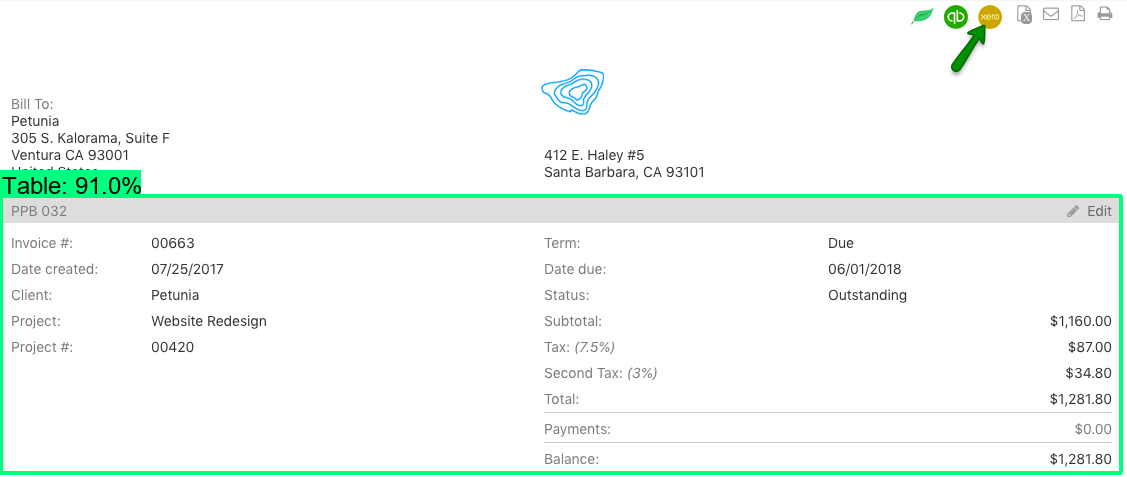 qb
xero
X
Bill To:
Petunia
305 S. Kalorama, Suite F
Ventura CA 93001
United States
412 E. Haley #5
Santa Barbara, CA 93101
Table: 91.0%
PPB 032
Edit
Invoice #: 00663
Date created: 07/25/2017
Client: Petunia
Project: Website Redesign
Project #: 00420
Term: Due
Date due: 06/01/2018
Status: Outstanding
Subtotal: $1,160.00
Tax: (7.5%) $87.00
Second Tax: (3%) $34.80
Total: $1,281.80
Payments: $0.00
Balance: $1,281.80